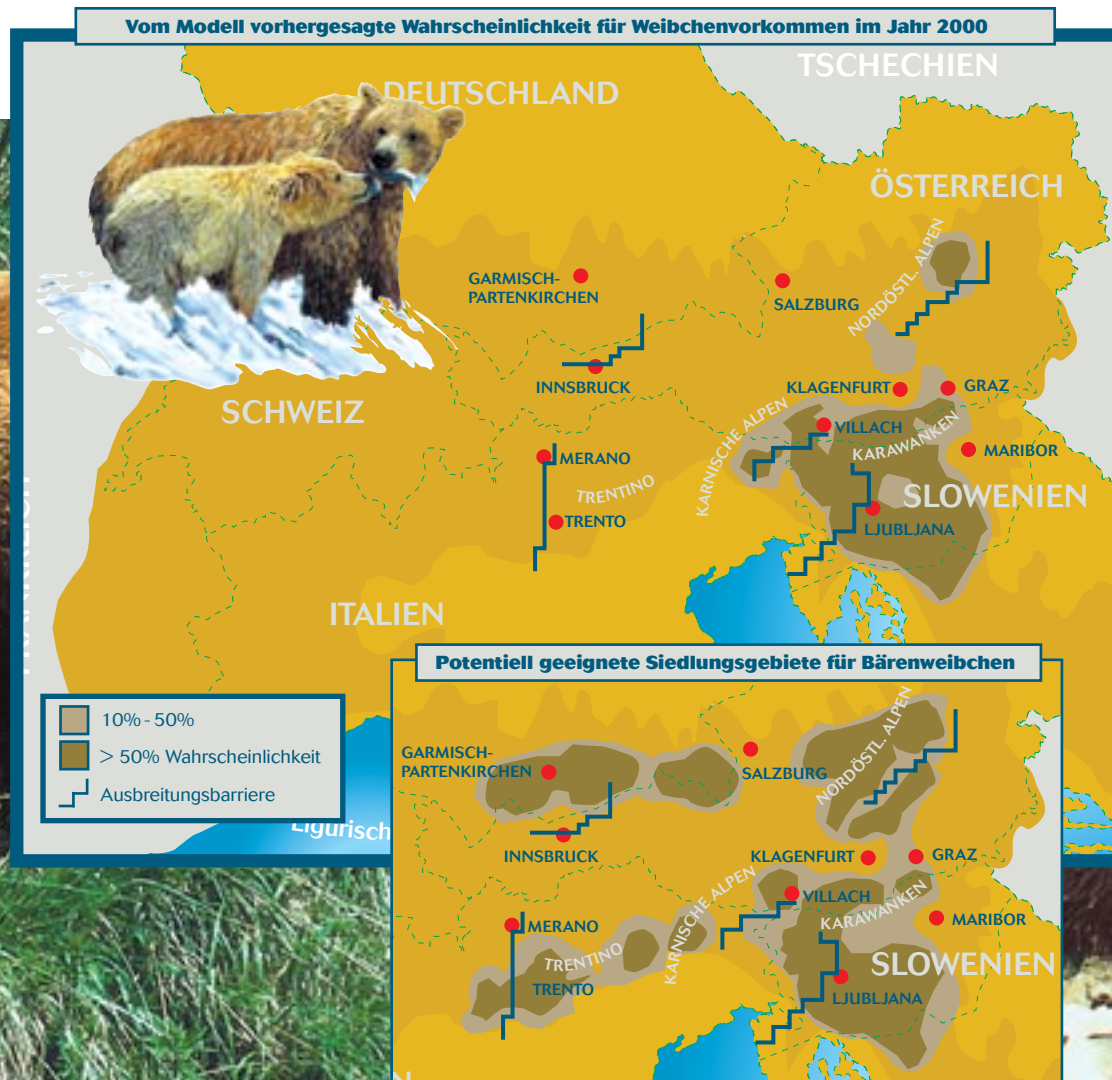 Vom Modell vorhergesagte Wahrscheinlichkeit für Weibchenvorkommen im Jahr 2000
TSCHECHIEN
DEUTSCHLAND
ÖSTERREICH
NORDÖSTL. ALPEN
GARMISCH-
PARTENKIRCHEN
SALZBURG
INNSBRUCK
KLAGENFURT
GRAZ
SCHWEIZ
KARNISCHE ALPEN
VILLACH
KARAWANKEN
MARIBOR
MERANO
TRENTINO
SLOWENIEN
TRENTO
LJUBLJANA
ITALIEN
10% - 50%
> 50% Wahrscheinlichkeit
Ausbreitungsbarriere
Ligurisch
Potentiell geeignete Siedlungsgebiete für Bärenweibchen
NORDÖSTL. ALPEN
GARMISCH-
PARTENKIRCHEN
SALZBURG
INNSBRUCK
KLAGENFURT
GRAZ
KARNISCHE ALPEN
VILLACH
KARAWANKEN
MARIBOR
MERANO
TRENTINO
SLOWENIEN
TRENTO
LJUBLJANA